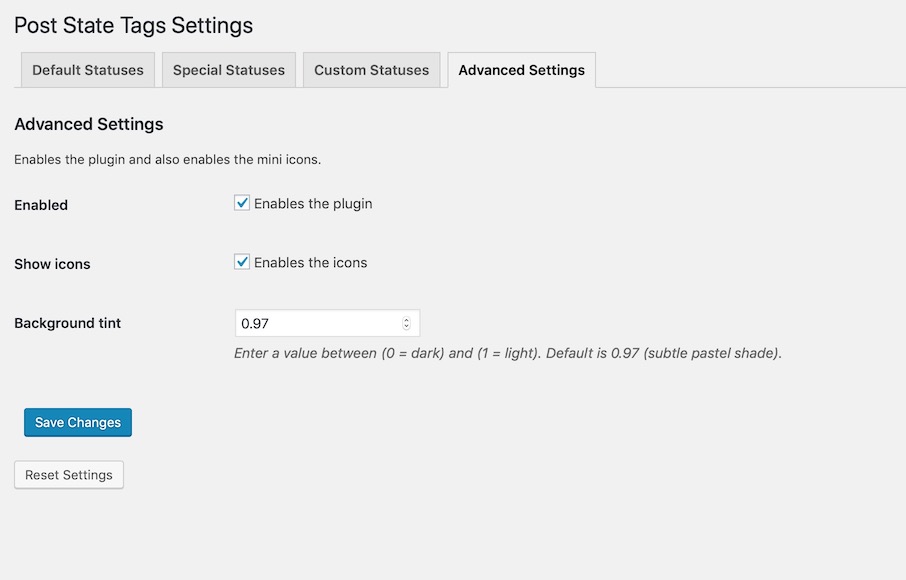 Post State Tags Settings
Default Statuses
Special Statuses
Custom Statuses
Advanced Settings
Advanced Settings
Enables the plugin and also enables the mini icons.
Enabled
Enables the plugin
Show icons
Enables the icons
Background tint
0.97
Enter a value between (0 = dark) and (1 = light). Default is 0.97 (subtle pastel shade).
Save Changes
Reset Settings